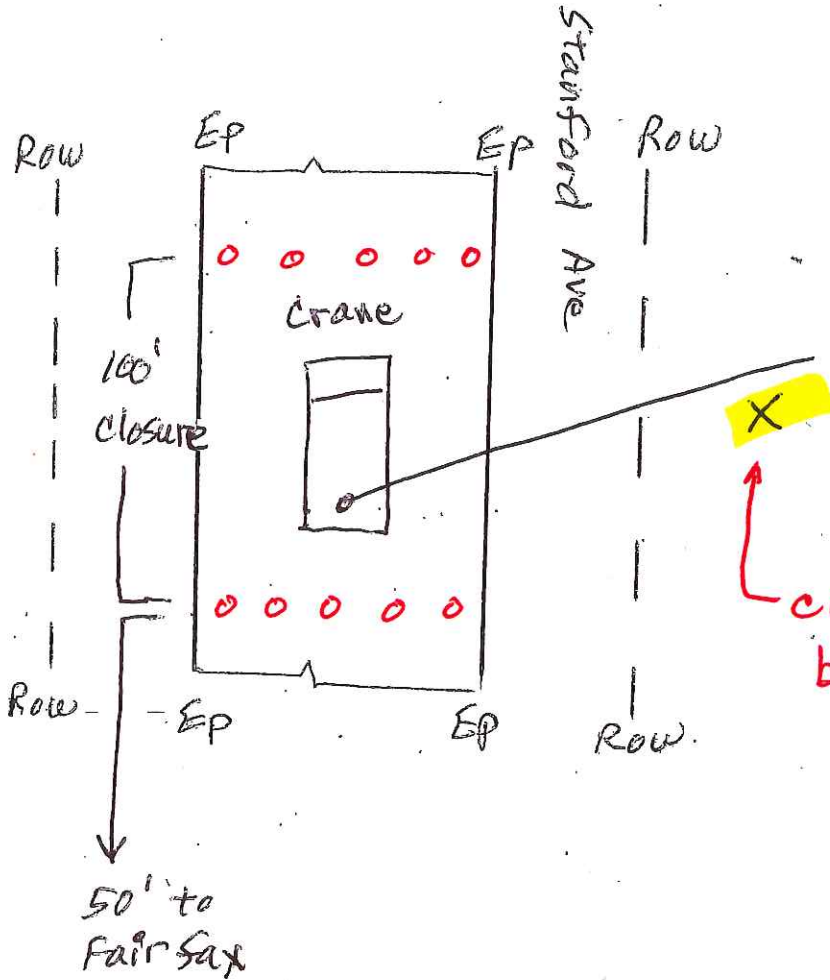 Stanford Ave
Row
Ep
Ep
Row
Crane
100'
Closure
X
Row
Ep
Ep
Row.
50' to
Fairfax